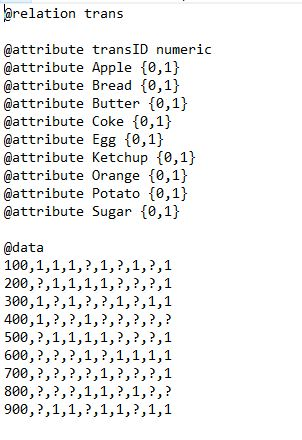 @relation trans
@attribute transID numeric
@attribute Apple {0,1}
@attribute Bread {0,1}
@attribute Butter {0,1}
@attribute Coke {0,1}
@attribute Egg {0,1}
@attribute Ketchup {0,1}
@attribute Orange {0,1}
@attribute Potato {0,1}
@attribute Sugar {0,1}
@data
100,1,1,1,?,1,?,1,?,1
200,?,1,1,1,1,?,?,?,1
300,1,?,1,?,?,1,?,1,1
400,1,?,?,1,?,?,?,?,?
500,?,1,1,1,1,?,?,?,1
600,?,?,?,1,?,1,1,1,1
700,?,?,?,?,1,?,?,?,1
800,?,?,?,1,1,?,1,?,?
900,?,1,1,?,1,1,?,1,1